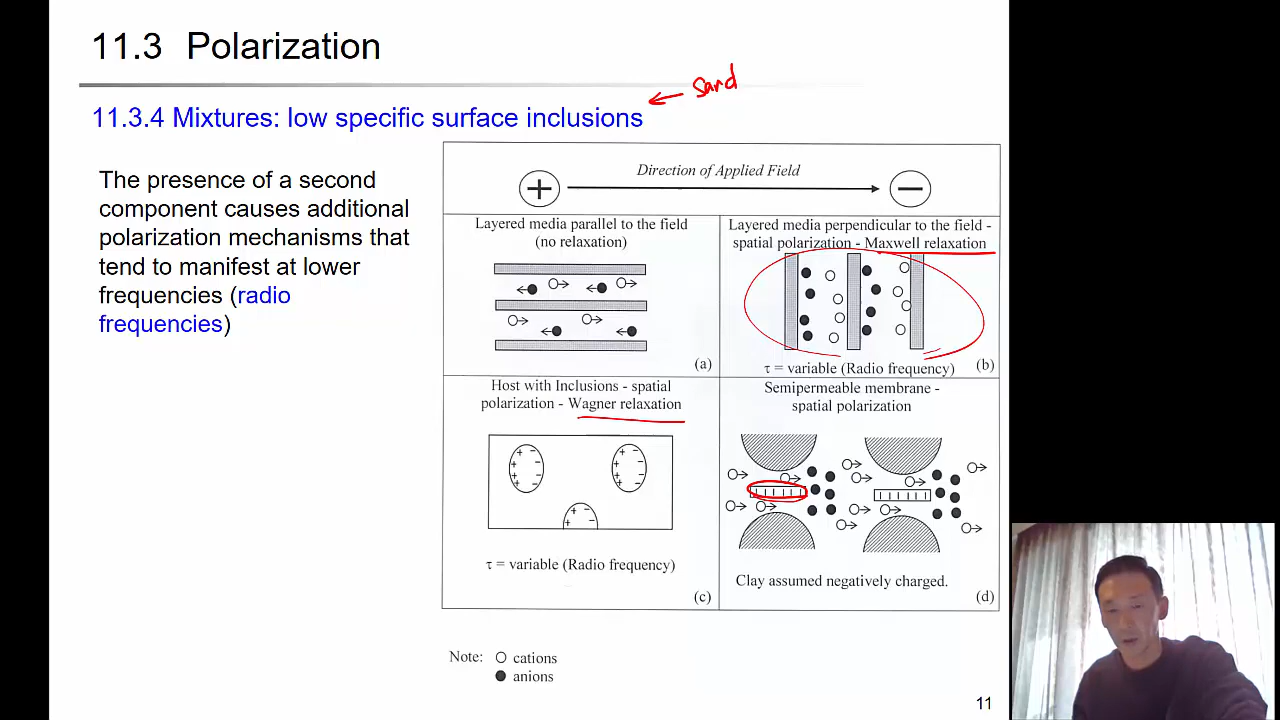 11.3 Polarization
sand
11.3.4 Mixtures: low specific surface inclusions
The presence of a second
component causes additional
polarization mechanisms that
tend to manifest at lower
frequencies (radio
frequencies)
Direction of Applied Field
+
−
Layered media parallel to the field
(no relaxation)
(a)
Layered media perpendicular to the field -
spatial polarization - Maxwell relaxation
τ = variable (Radio frequency)
(b)
Host with Inclusions - spatial
polarization - Wagner relaxation
τ = variable (Radio frequency)
(c)
Semipermeable membrane -
spatial polarization
Clay assumed negatively charged.
(d)
Note: cations
anions
11